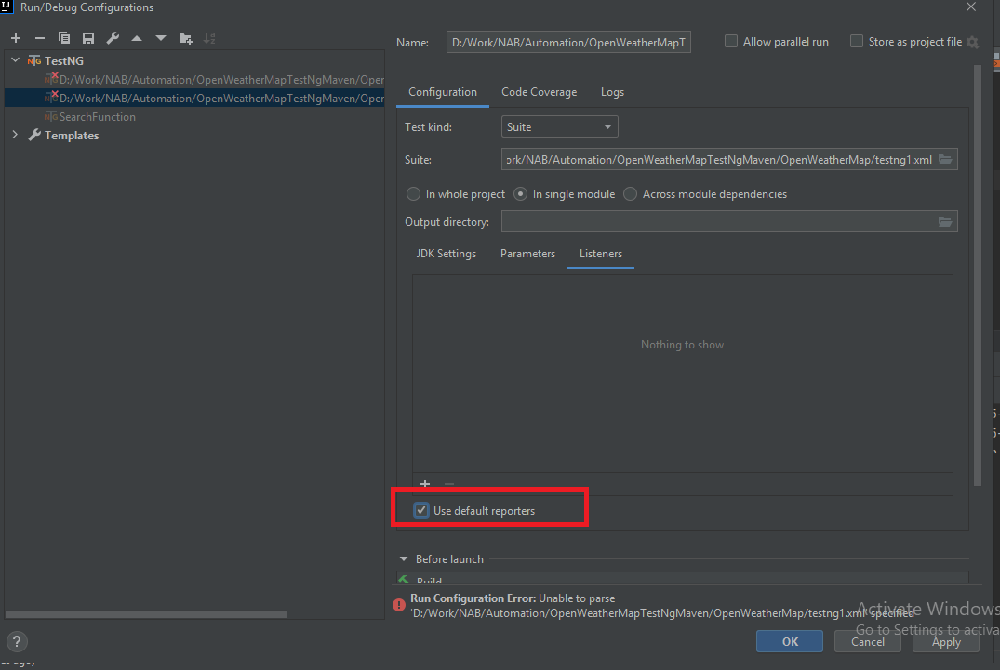 Run/Debug Configurations
Name: D:/Work/NAB/Automation/OpenWeatherMapT Allow parallel run Store as project file
TestNG
D:/Work/NAB/Automation/OpenWeatherMapTestNgMaven/Oper
D:/Work/NAB/Automation/OpenWeatherMapTestNgMaven/Oper
SearchFunction
Templates
Configuration Code Coverage Logs
Test kind: Suite
Suite: ork/NAB/Automation/OpenWeatherMapTestNgMaven/OpenWeatherMap/testng1.xml
In whole project In single module Across module dependencies
Output directory:
JDK Settings Parameters Listeners
Nothing to show
Use default reporters
Before launch
Build
Run Configuration Error: Unable to parse
'D:/Work/NAB/Automation/OpenWeatherMapTestNgMaven/OpenWeatherMap/testng1.xml' specified
Activate Windows
Go to Settings to activa
OK Cancel Apply